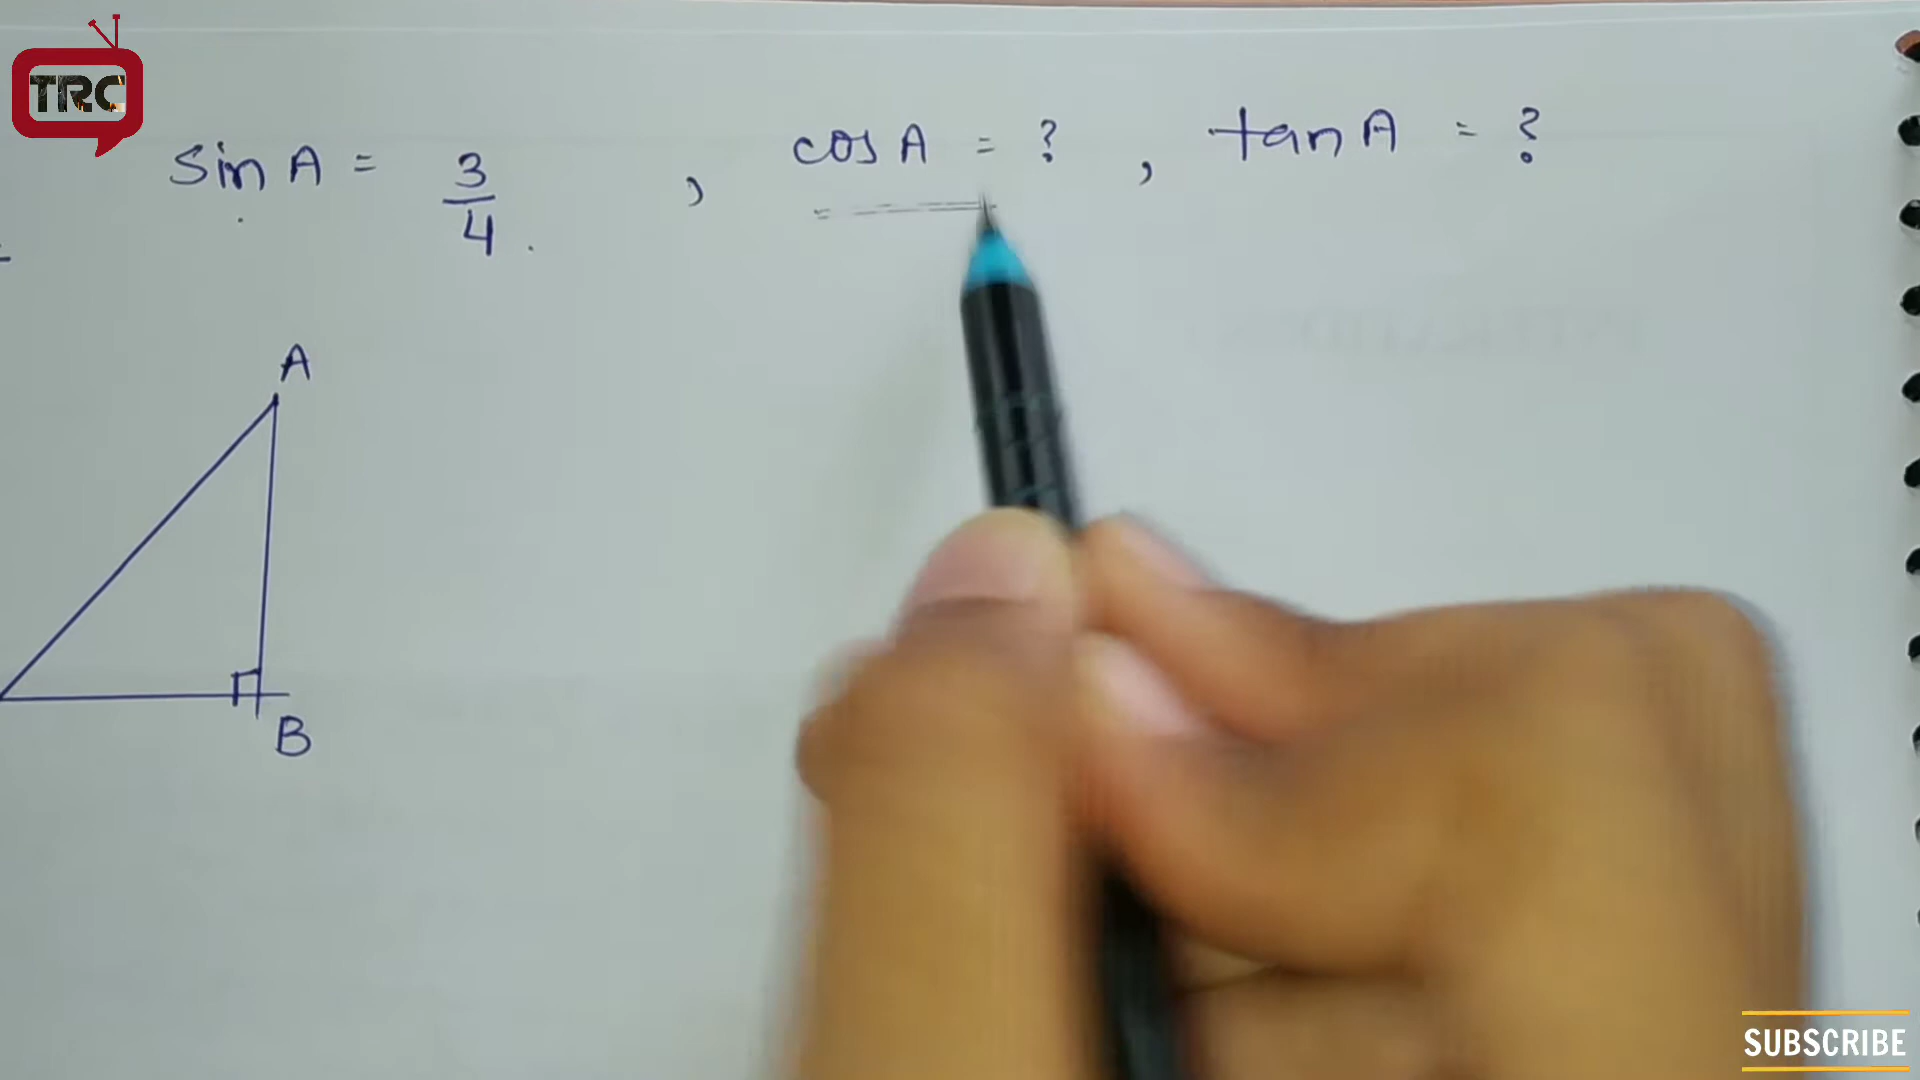 TRC
sin A = 3/4 , cos A = ? , tan A = ?
A
B
SUBSCRIBE